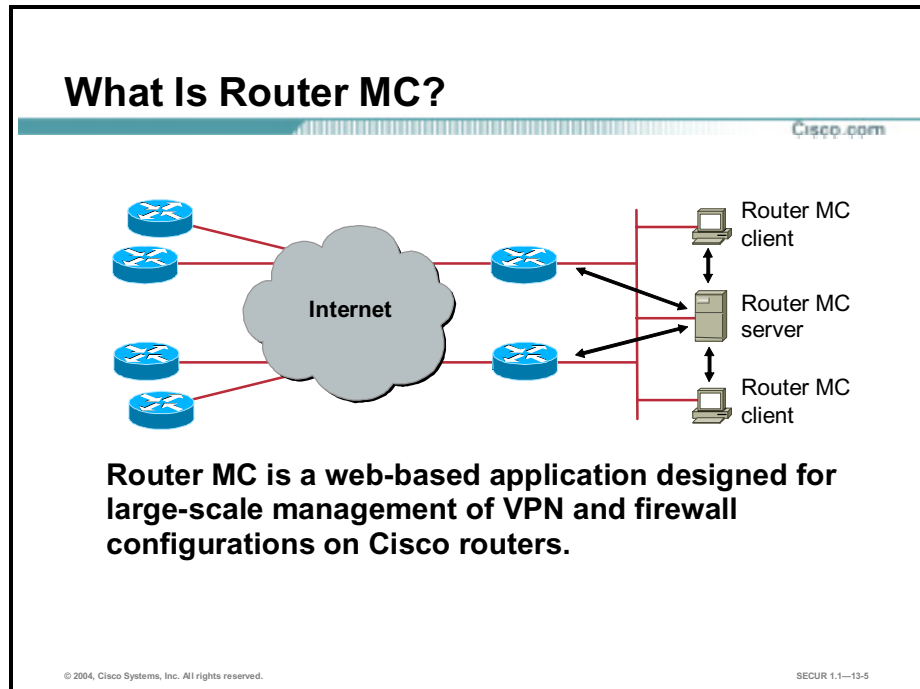 What Is Router MC?
Cisco.com
Router MC
client
Internet
Router MC
server
Router MC
client
Router MC is a web-based application designed for
large-scale management of VPN and firewall
configurations on Cisco routers.
© 2004, Cisco Systems, Inc. All rights reserved.
SECUR 1.1—13-5